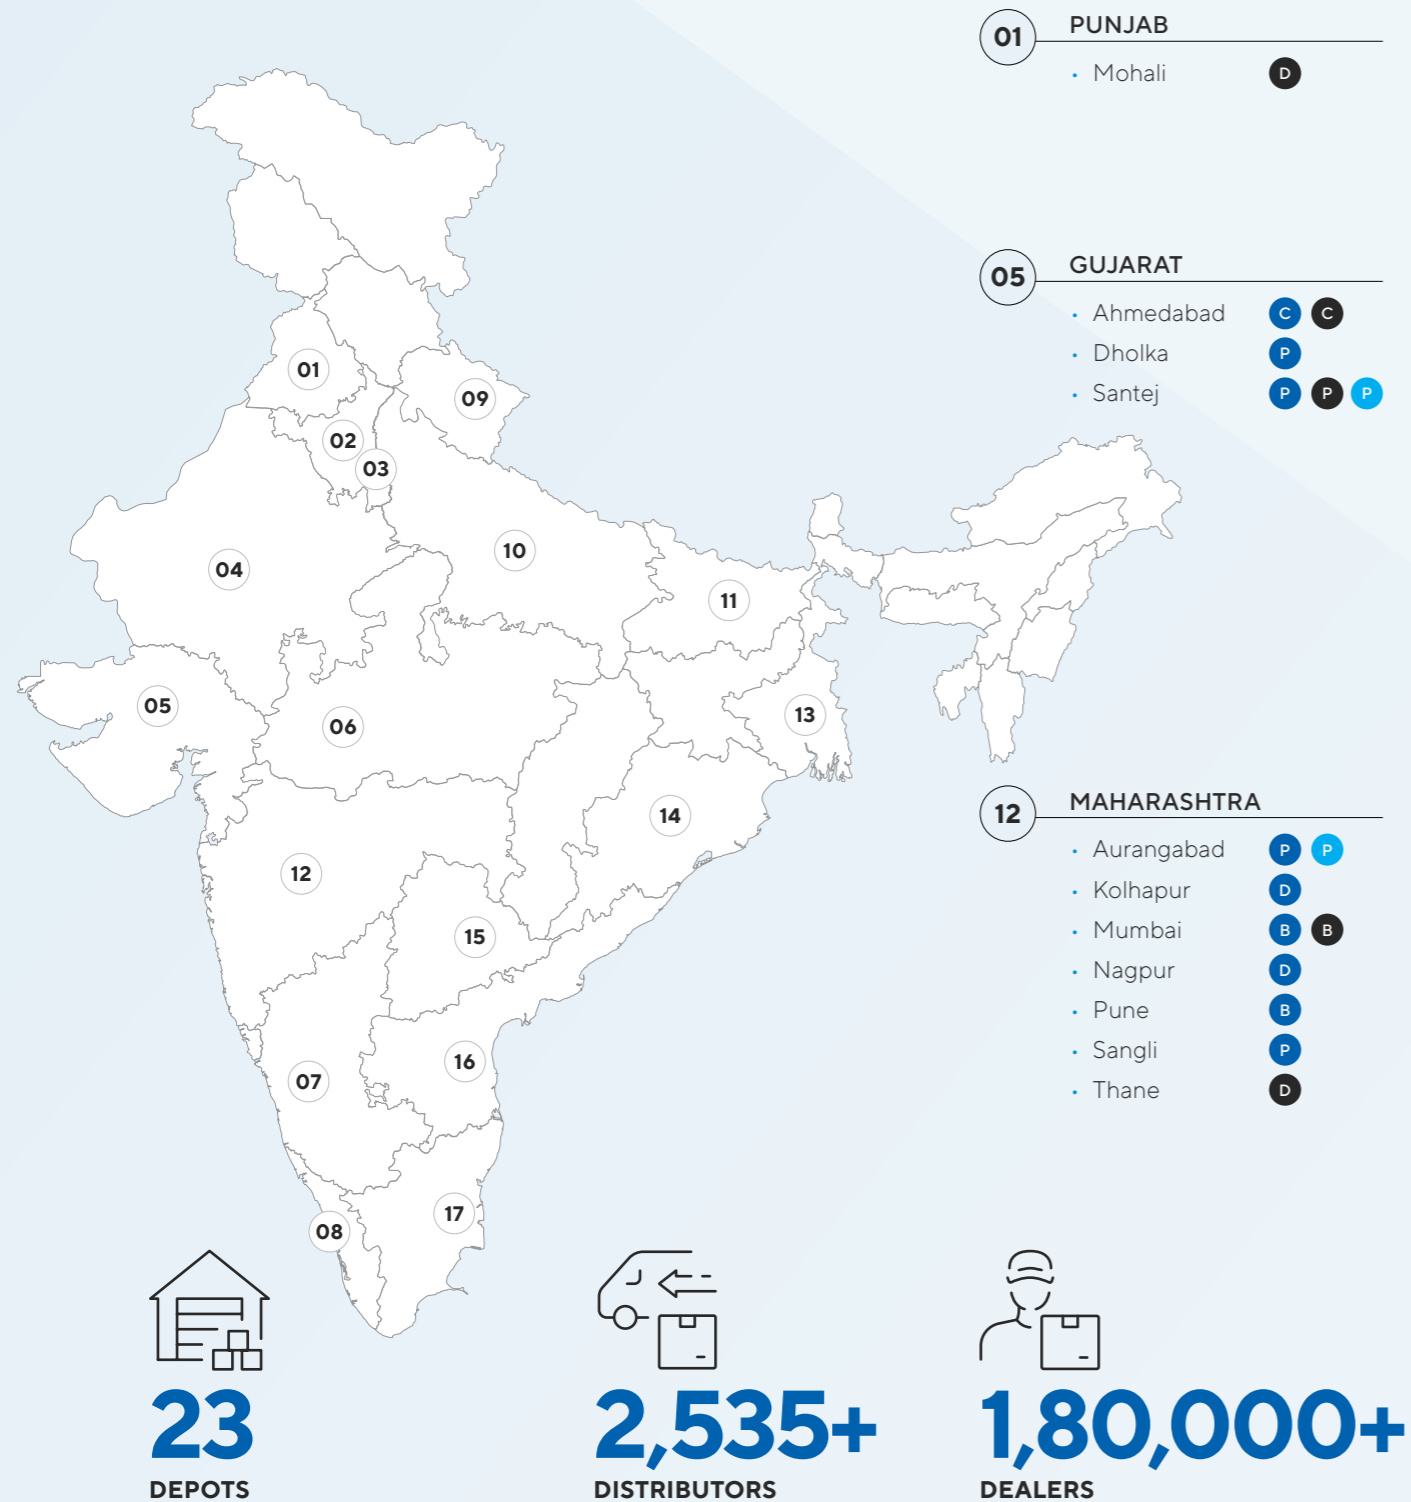 01 PUNJAB
• Mohali D
05 GUJARAT
• Ahmedabad C C
• Dholka P
• Santej P P P
01
09
02
03
10
04
11
05
06
13
14
12
15
16
07
17
08
12 MAHARASHTRA
• Aurangabad P P
• Kolhapur D
• Mumbai B B
• Nagpur D
• Pune B
• Sangli P
• Thane D
23
DEPOTS
2,535+
DISTRIBUTORS
1,80,000+
DEALERS